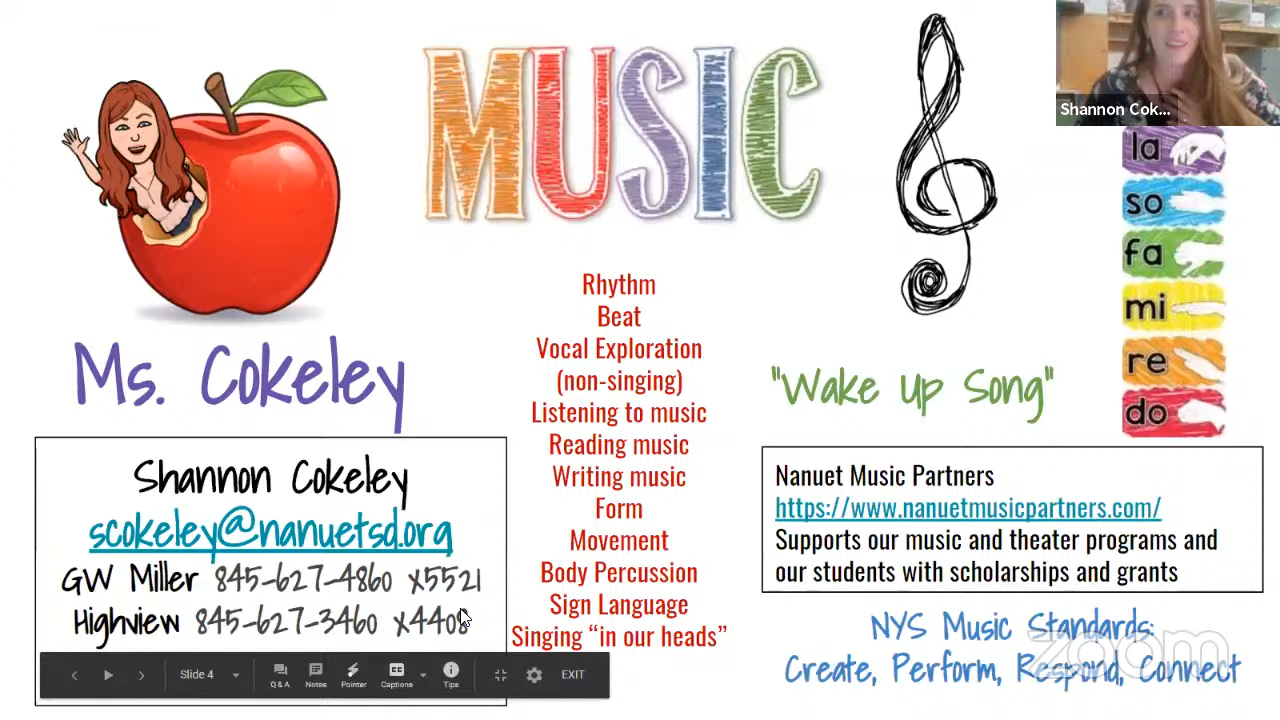 MUSIC
Shannon Cok...
la
so
fa
mi
re
do
Rhythm
Beat
Vocal Exploration
(non-singing)
Listening to music
Reading music
Writing music
Form
Movement
Body Percussion
Sign Language
Singing “in our heads”
Ms. Cokeley
"Wake Up Song"
Shannon Cokeley
scokeley@nanuetsd.org
GW Miller 845-627-4860 x5521
Highview 845-627-3460 x4408
Nanuet Music Partners
https://www.nanuetmusicpartners.com/
Supports our music and theater programs and
our students with scholarships and grants
NYS Music Standards:
Create, Perform, Respond, Connect
zoom
Slide 4
Q & A
Notes
Pointer
Captions
Tips
EXIT